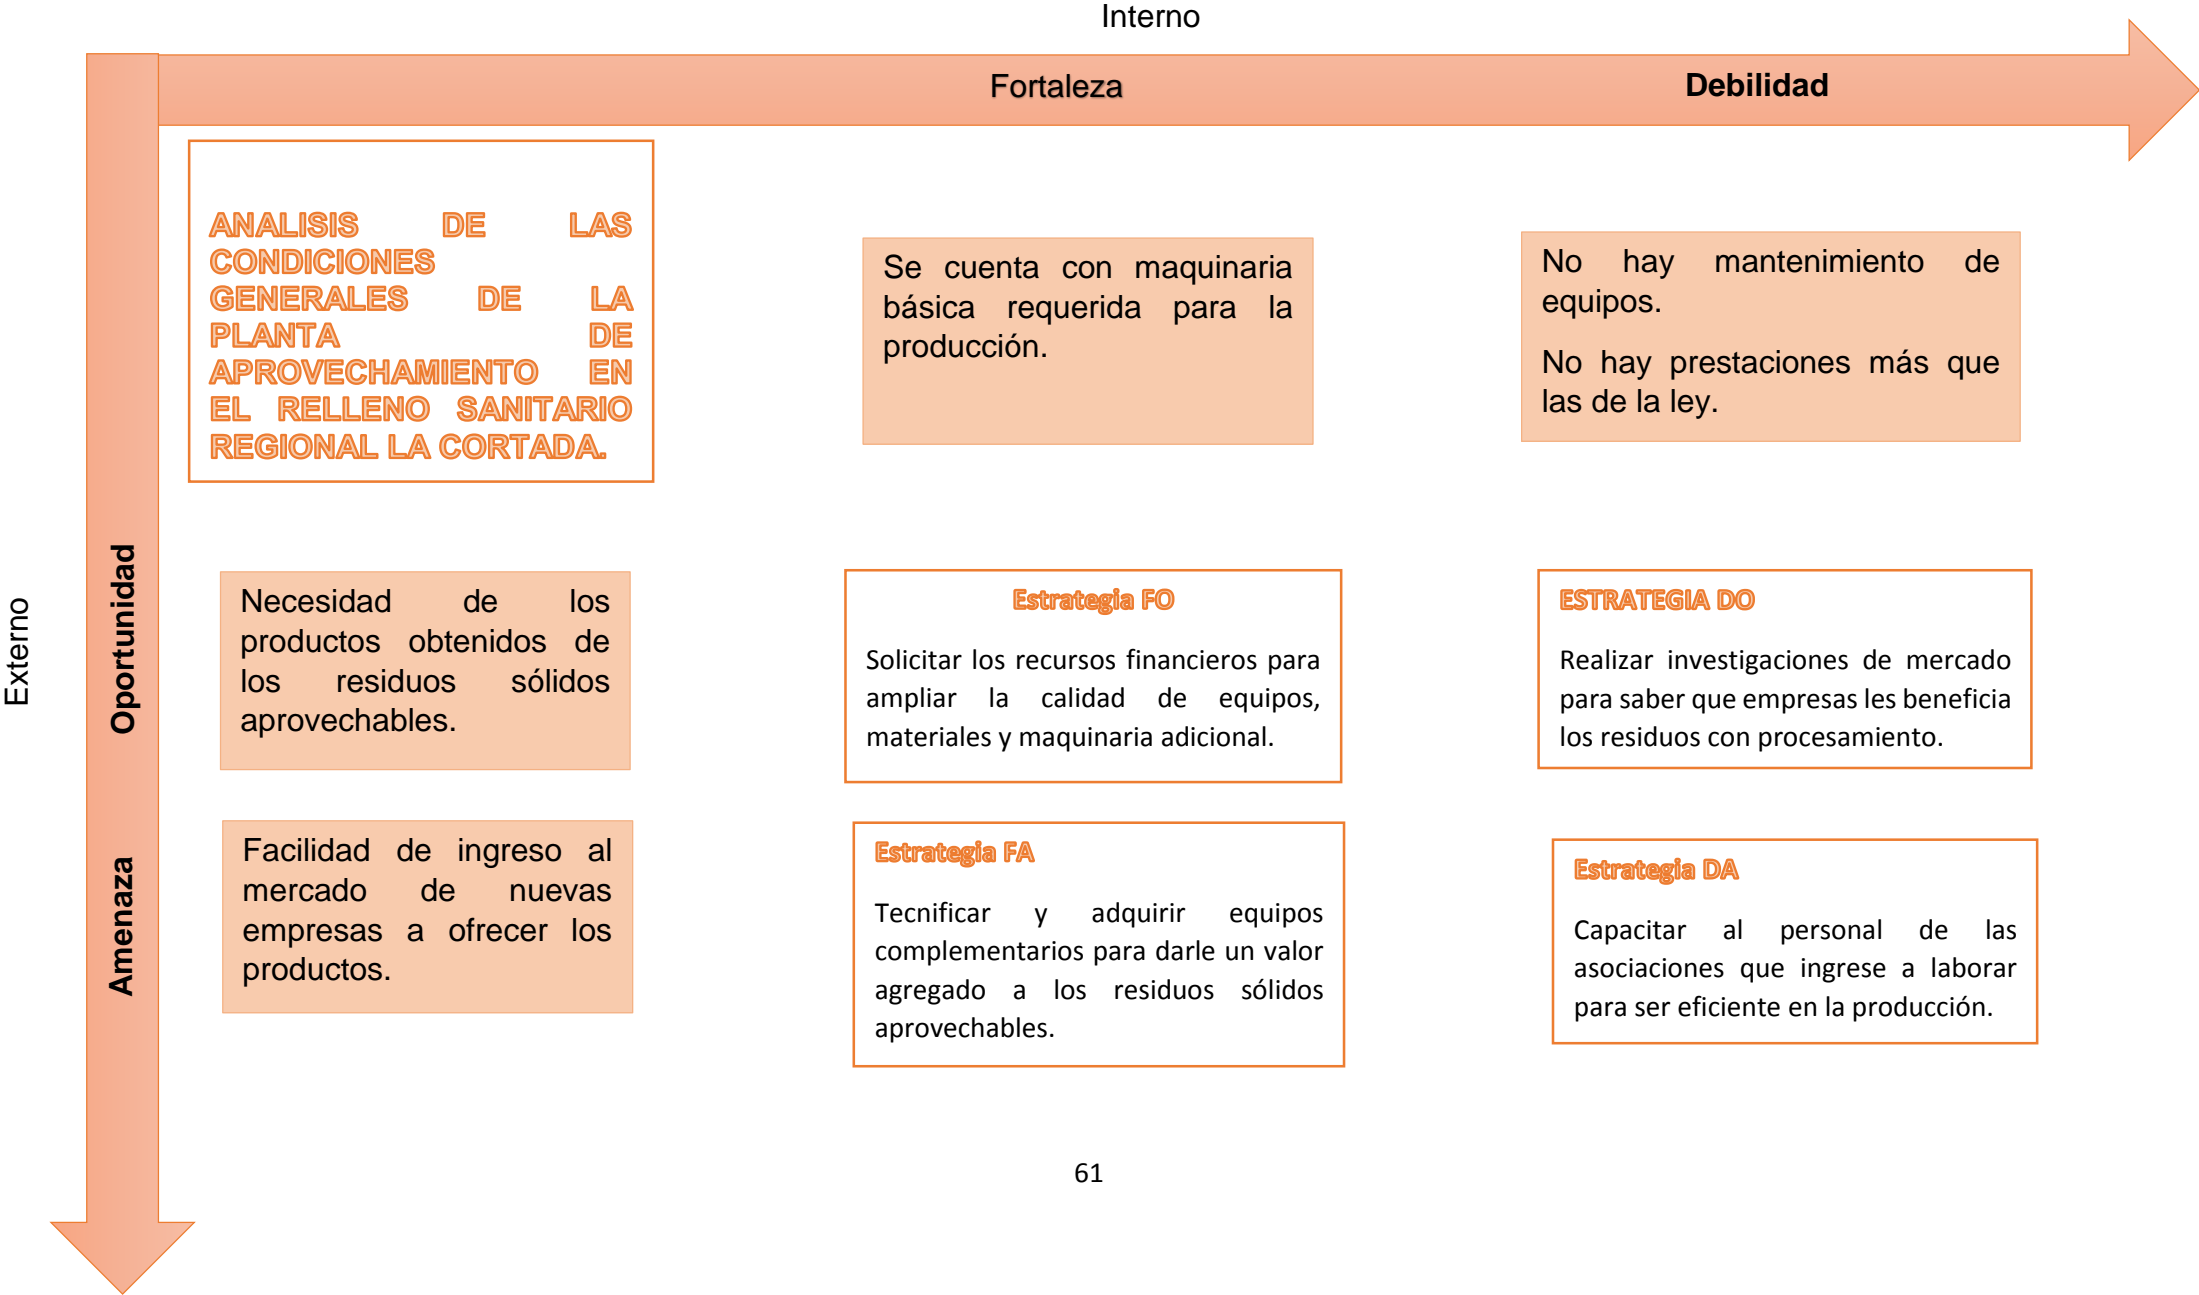 Interno
Fortaleza
Debilidad
ANALISIS DE LAS
CONDICIONES
GENERALES DE LA
PLANTA DE
APROVECHAMIENTO EN
EL RELLENO SANITARIO
REGIONAL LA CORTADA.
Se cuenta con maquinaria
básica requerida para la
producción.
No hay mantenimiento de
equipos.
No hay prestaciones más que
las de la ley.
Externo
Oportunidad
Necesidad de los
productos obtenidos de
los residuos sólidos
aprovechables.
Estrategia FO
Solicitar los recursos financieros para
ampliar la calidad de equipos,
materiales y maquinaria adicional.
ESTRATEGIA DO
Realizar investigaciones de mercado
para saber que empresas les beneficia
los residuos con procesamiento.
Amenaza
Facilidad de ingreso al
mercado de nuevas
empresas a ofrecer los
productos.
Estrategia FA
Tecnificar y adquirir equipos
complementarios para darle un valor
agregado a los residuos sólidos
aprovechables.
Estrategia DA
Capacitar al personal de las
asociaciones que ingrese a laborar
para ser eficiente en la producción.
61